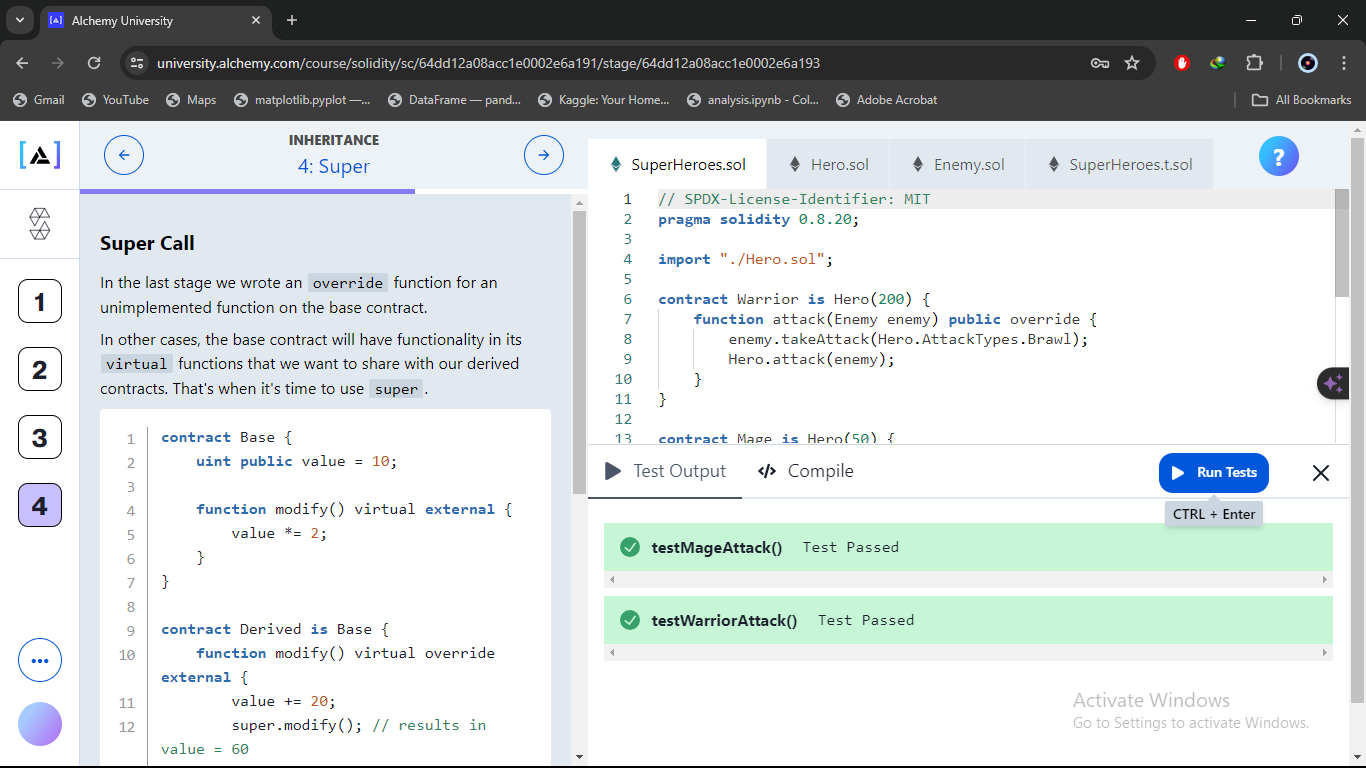 Alchemy University
university.alchemy.com/course/solidity/sc/64dd12a08acc1e0002e6a191/stage/64dd12a08acc1e0002e6a193
Gmail YouTube Maps matplotlib.pyplot —... DataFrame — pand... Kaggle: Your Home... analysis.ipynb - Col... Adobe Acrobat All Bookmarks
[A]
INHERITANCE
4: Super
1
2
3
4
Super Call
In the last stage we wrote an override function for an
unimplemented function on the base contract.
In other cases, the base contract will have functionality in its
virtual functions that we want to share with our derived
contracts. That's when it's time to use super .
1 contract Base {
2 uint public value = 10;
3
4 function modify() virtual external {
5 value *= 2;
6 }
7 }
8
9 contract Derived is Base {
10 function modify() virtual override
external {
11 value += 20;
12 super.modify(); // results in
value = 60
SuperHeroes.sol Hero.sol Enemy.sol SuperHeroes.t.sol
?
1 // SPDX-License-Identifier: MIT
2 pragma solidity 0.8.20;
3
4 import "./Hero.sol";
5
6 contract Warrior is Hero(200) {
7 function attack(Enemy enemy) public override {
8 enemy.takeAttack(Hero.AttackTypes.Brawl);
9 Hero.attack(enemy);
10 }
11 }
12
13 contract Mage is Hero(50) {
Test Output </> Compile Run Tests
CTRL + Enter
testMageAttack() Test Passed
testWarriorAttack() Test Passed
Activate Windows
Go to Settings to activate Windows.